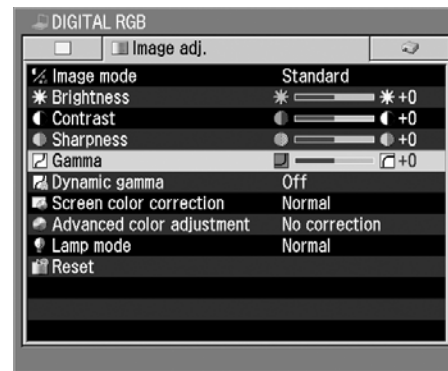 DIGITAL RGB
Image adj.
Image mode Standard
Brightness +0
Contrast +0
Sharpness +0
Gamma +0
Dynamic gamma Off
Screen color correction Normal
Advanced color adjustment No correction
Lamp mode Normal
Reset